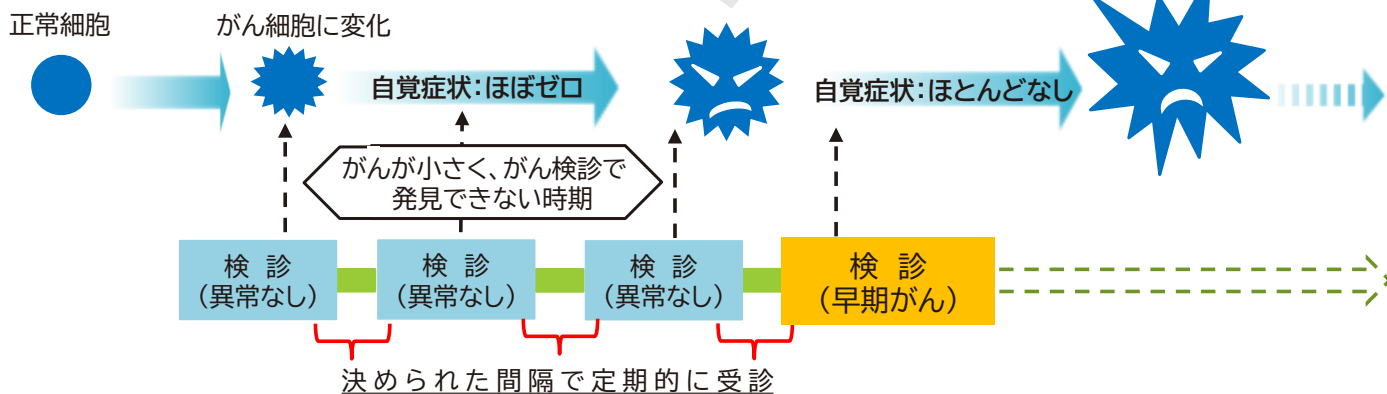 正常細胞
がん細胞に変化
自覚症状：ほぼゼロ
自覚症状：ほとんどなし
がんが小さく、がん検診で
発見できない時期
検 診
（異常なし）
検 診
（異常なし）
検 診
（異常なし）
検 診
（早期がん）
決められた間隔で定期的に受診